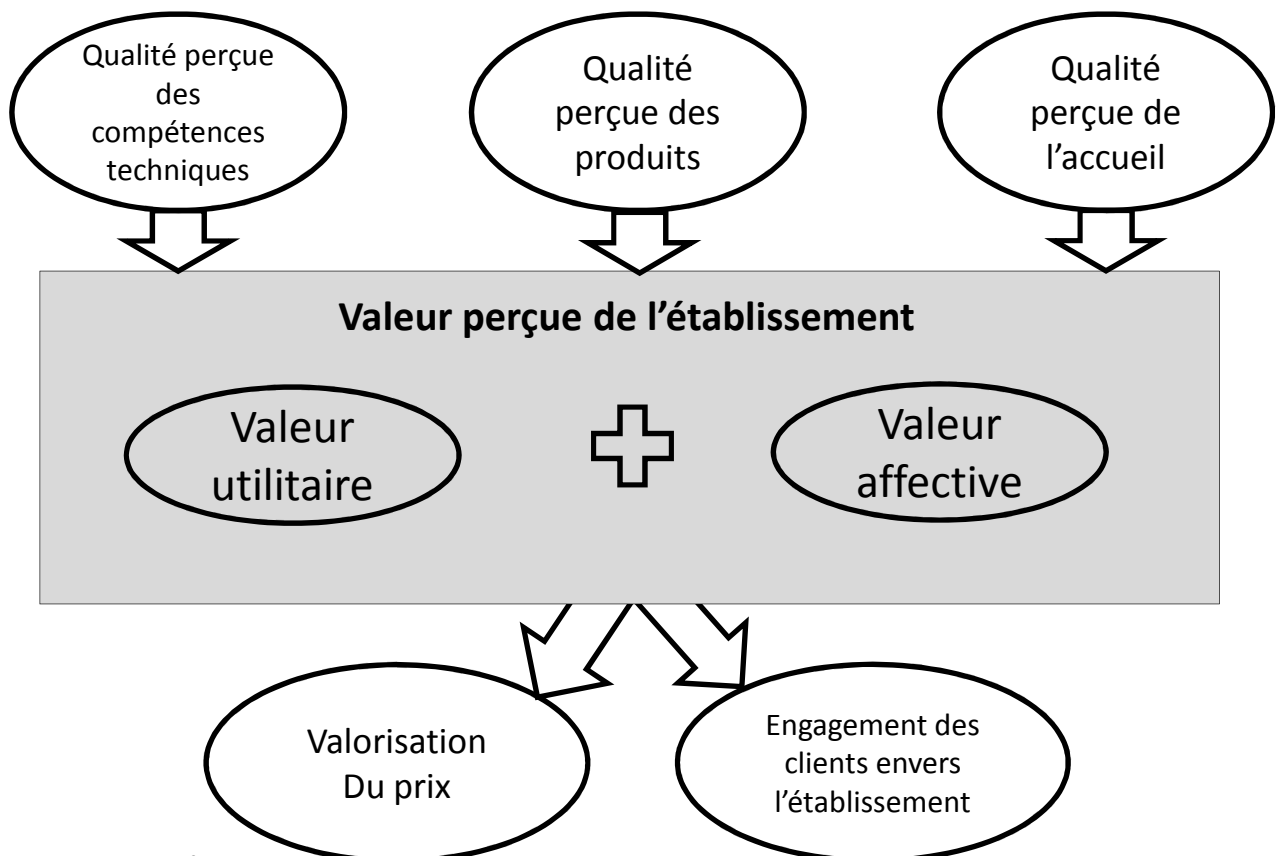 Qualité perçue
des
compétences
techniques
Qualité
perçue des
produits
Qualité
perçue de
l’accueil
Valeur perçue de l’établissement
Valeur
utilitaire
Valeur
affective
Valorisation
Du prix
Engagement des
clients envers
l’établissement